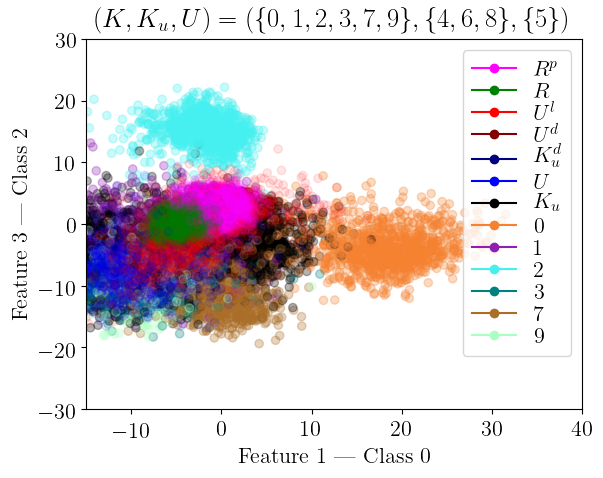 (K, K_u, U) = ({0, 1, 2, 3, 7, 9}, {4, 6, 8}, {5})
30
20
10
0
−10
−20
−30
Feature 3 — Class 2
−10
0
10
20
30
40
Feature 1 — Class 0
R^p
R
U^l
U^d
K_u^d
U
K_u
0
1
2
3
7
9